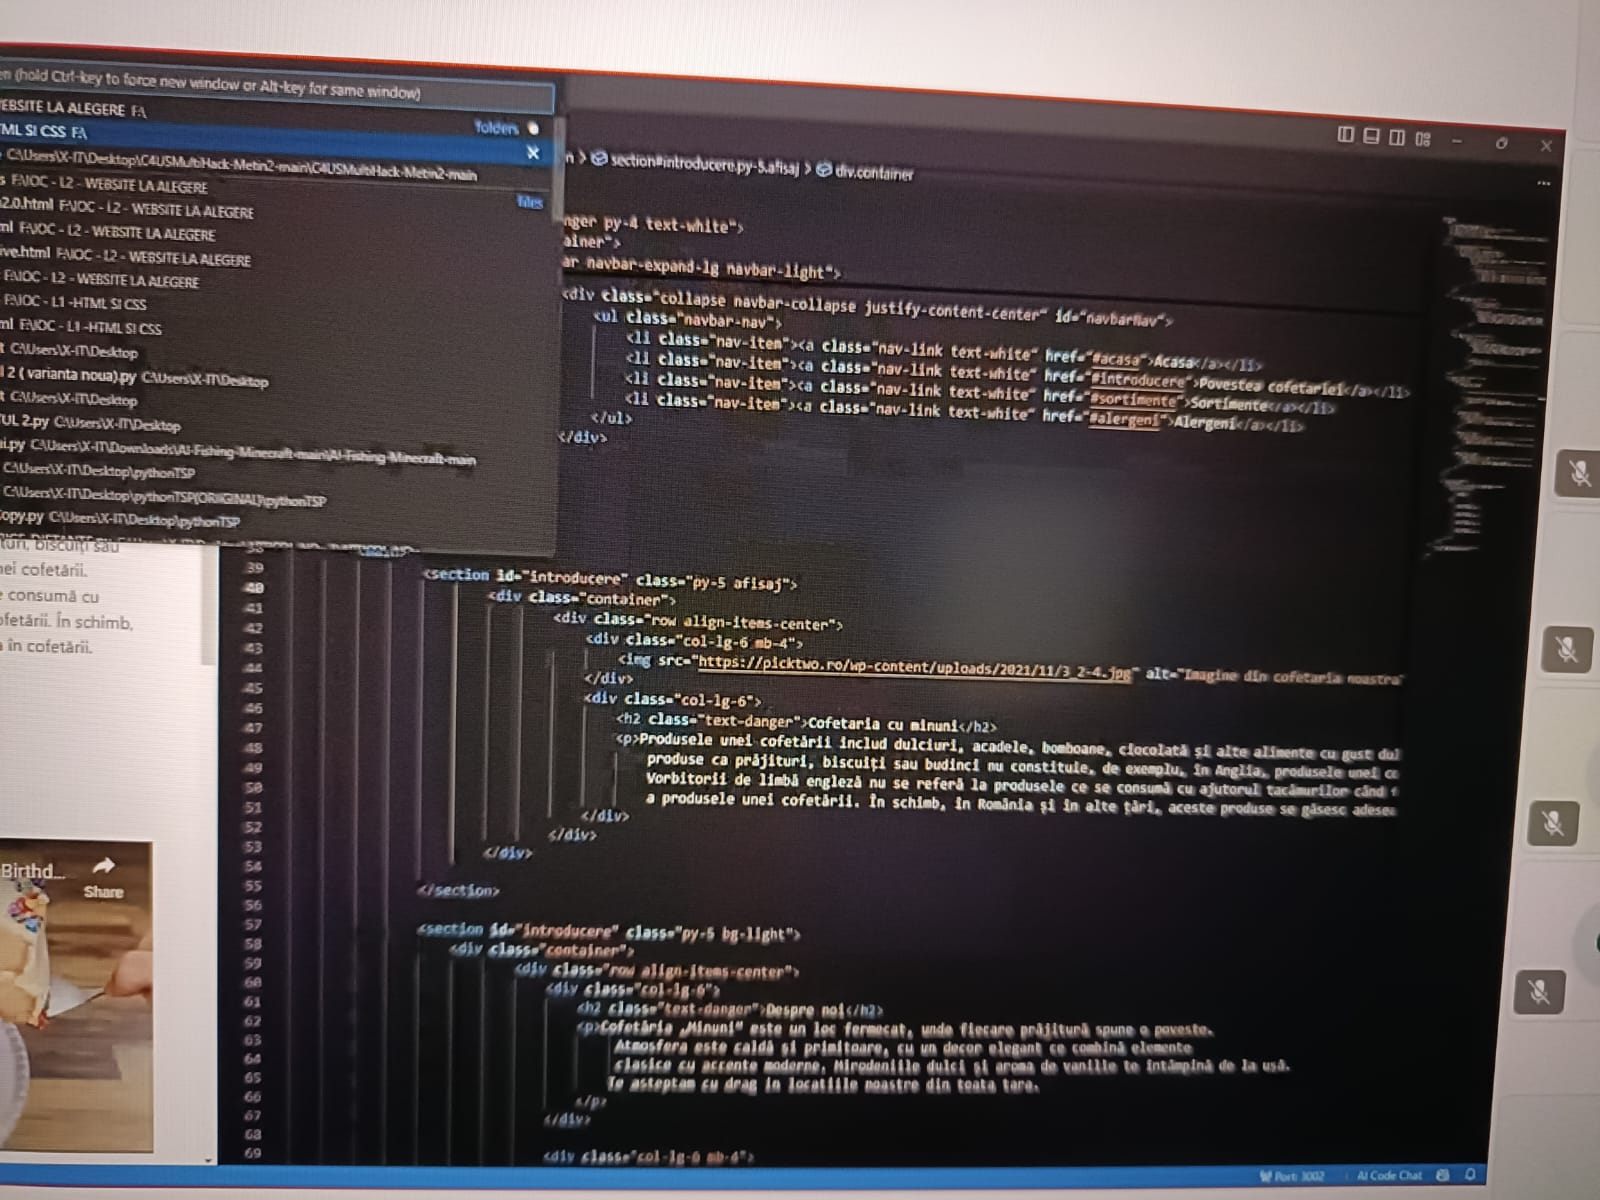 en (hold Ctrl-key to force new window or Alt-key for same window)
EBSITE LA ALEGERE F:\
folders
ML SI CSS F:\
C:\Users\X-IT\Desktop\C4USMultiHack-Metin2-main\C4USMultiHack-Metin2-main
s F:\IOC - L2 - WEBSITE LA ALEGERE
files
2.0.html F:\IOC - L2 - WEBSITE LA ALEGERE
ml F:\IOC - L2 - WEBSITE LA ALEGERE
ive.html F:\IOC - L2 - WEBSITE LA ALEGERE
F:\IOC - L2 - WEBSITE LA ALEGERE
F:\IOC - L1 -HTML SI CSS
ml F:\IOC - L1 -HTML SI CSS
t C:\Users\X-IT\Desktop
l 2 ( varianta noua).py C:\Users\X-IT\Desktop
t C:\Users\X-IT\Desktop
UL 2.py C:\Users\X-IT\Desktop
i.py C:\Users\X-IT\Downloads\AI-Fishing-Minecraft-main\AI-Fishing-Minecraft-main
C:\Users\X-IT\Desktop\pythonTSP
C:\Users\X-IT\Desktop\pythonTSP(ORIGINAL)\pythonTSP
opy.py C:\Users\X-IT\Desktop\pythonTSP
turi, biscuiți sau
nei cofetării.
e consumă cu
ofetării. În schimb,
în cofetării.
Birthd...
Share
n > section#introducere.py-5.afisaj > div.container
nger py-4 text-white">
ainer">
ar navbar-expand-lg navbar-light">
<div class="collapse navbar-collapse justify-content-center" id="navbarNav">
<ul class="navbar-nav">
<li class="nav-item"><a class="nav-link text-white" href="#acasa">Acasa</a></li>
<li class="nav-item"><a class="nav-link text-white" href="#introducere">Povestea cofetariei</a></li>
<li class="nav-item"><a class="nav-link text-white" href="#sortimente">Sortimente</a></li>
<li class="nav-item"><a class="nav-link text-white" href="#alergeni">Alergeni</a></li>
</ul>
</div>
39
40 <section id="introducere" class="py-5 afisaj">
41 <div class="container">
42 <div class="row align-items-center">
43 <div class="col-lg-6 mb-4">
44 <img src="https://picktwo.ro/wp-content/uploads/2021/11/3_2-4.jpg" alt="Imagine din cofetaria noastra"
45 </div>
46 <div class="col-lg-6">
47 <h2 class="text-danger">Cofetaria cu minuni</h2>
48 <p>Produsele unei cofetării includ dulciuri, acadele, bomboane, ciocolată și alte alimente cu gust dul
49 produse ca prăjituri, biscuiți sau budinci nu constituie, de exemplu, în Anglia, produsele unei co
50 Vorbitorii de limbă engleză nu se referă la produsele ce se consumă cu ajutorul tacâmurilor când
51 a produsele unei cofetării. În schimb, în România și în alte țări, aceste produse se găsesc adesea
52 </div>
53 </div>
54 </div>
55
56 </section>
57
58 <section id="introducere" class="py-5 bg-light">
59 <div class="container">
60 <div class="row align-items-center">
61 <div class="col-lg-6">
62 <h2 class="text-danger">Despre noi</h2>
63 <p>Cofetăria „Minuni” este un loc fermecat, unde fiecare prăjitură spune o poveste.
64 Atmosfera este caldă și primitoare, cu un decor elegant ce combină elemente
65 clasice cu accente moderne. Mirodeniile dulci și aroma de vanilie te întâmpină de la ușă.
66 Te asteptam cu drag in locatiile noastre din toata tara.
67 </p>
68 </div>
69
<div class="col-lg-6 mb-4">
Port: 3002 AI Code Chat